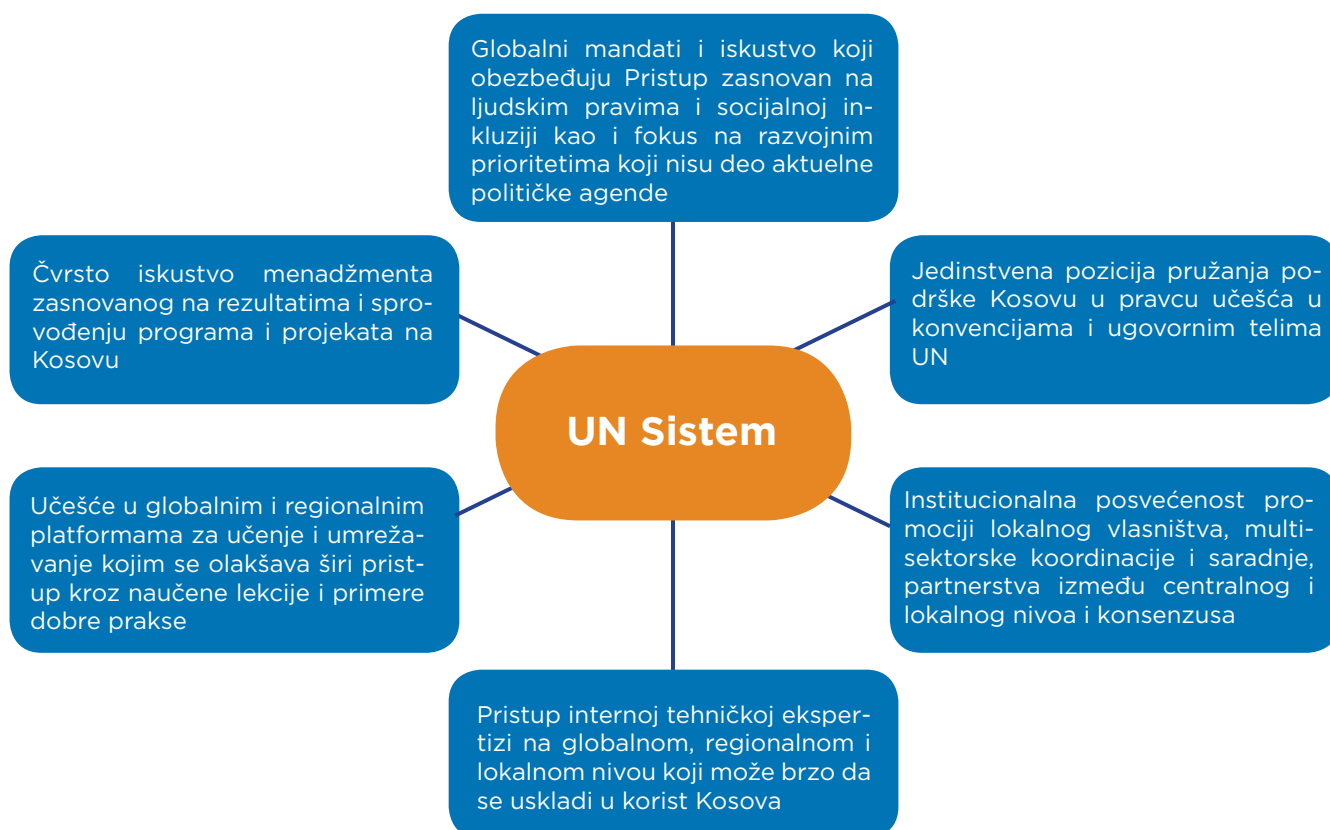 Globalni mandati i iskustvo koji
obezbeđuju Pristup zasnovan na
ljudskim pravima i socijalnoj in-
kluziji kao i fokus na razvojnim
prioritetima koji nisu deo aktuelne
političke agende
Čvrsto iskustvo menadžmenta
zasnovanog na rezultatima i spro-
vođenju programa i projekata na
Kosovu
Jedinstvena pozicija pružanja po-
drške Kosovu u pravcu učešća u
konvencijama i ugovornim telima
UN
UN Sistem
Učešće u globalnim i regionalnim
platformama za učenje i umreža-
vanje kojim se olakšava širi prist-
up kroz naučene lekcije i primere
dobre prakse
Institucionalna posvećenost pro-
mociji lokalnog vlasništva, multi-
sektorske koordinacije i saradnje,
partnerstva između centralnog i
lokalnog nivoa i konsenzusa
Pristup internoj tehničkoj eksper-
tizi na globalnom, regionalnom i
lokalnom nivou koji može brzo da
se uskladi u korist Kosova